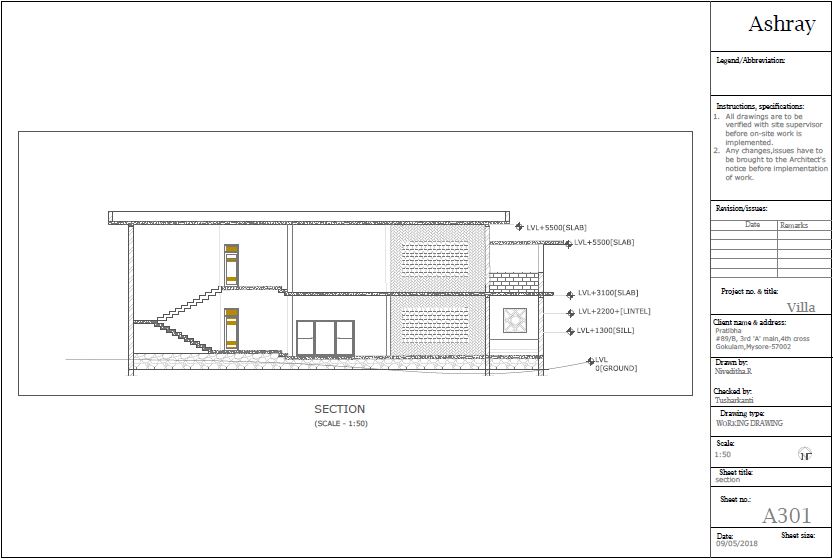 Ashray
Legend/Abbreviation:
Instructions, specifications:
1. All drawings are to be
verified with site supervisor
before on-site work is
implemented.
2. Any changes,issues have to
be brought to the Architect's
notice before implementation
of work.
Revision/issues:
Date Remarks
Project no. & title:
Villa
Client name & address:
Pratibha
#89/B, 3rd 'A' main,4th cross
Gokulam,Mysore-57002
Drawn by:
Niveditha.R
Checked by:
Tusharkanti
Drawing type:
WORKING DRAWING
Scale:
1:50
Sheet title:
section
Sheet no.:
A301
Date: Sheet size:
09/05/2018
LVL+5500[SLAB]
LVL+5500[SLAB]
LVL+3100[SLAB]
LVL+2200+[LINTEL]
LVL+1300[SILL]
LVL
0[GROUND]
SECTION
(SCALE - 1:50)